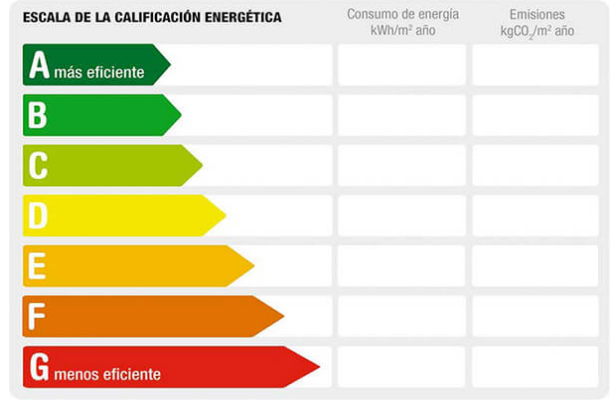 ESCALA DE LA CALIFICACIÓN ENERGÉTICA
Consumo de energía
kWh/m² año
Emisiones
kgCO₂/m² año
A más eficiente
B
C
D
E
F
G menos eficiente